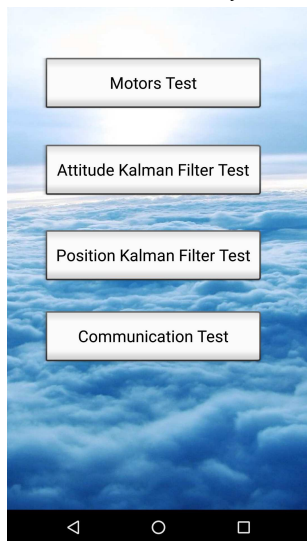 Motors Test
Attitude Kalman Filter Test
Position Kalman Filter Test
Communication Test